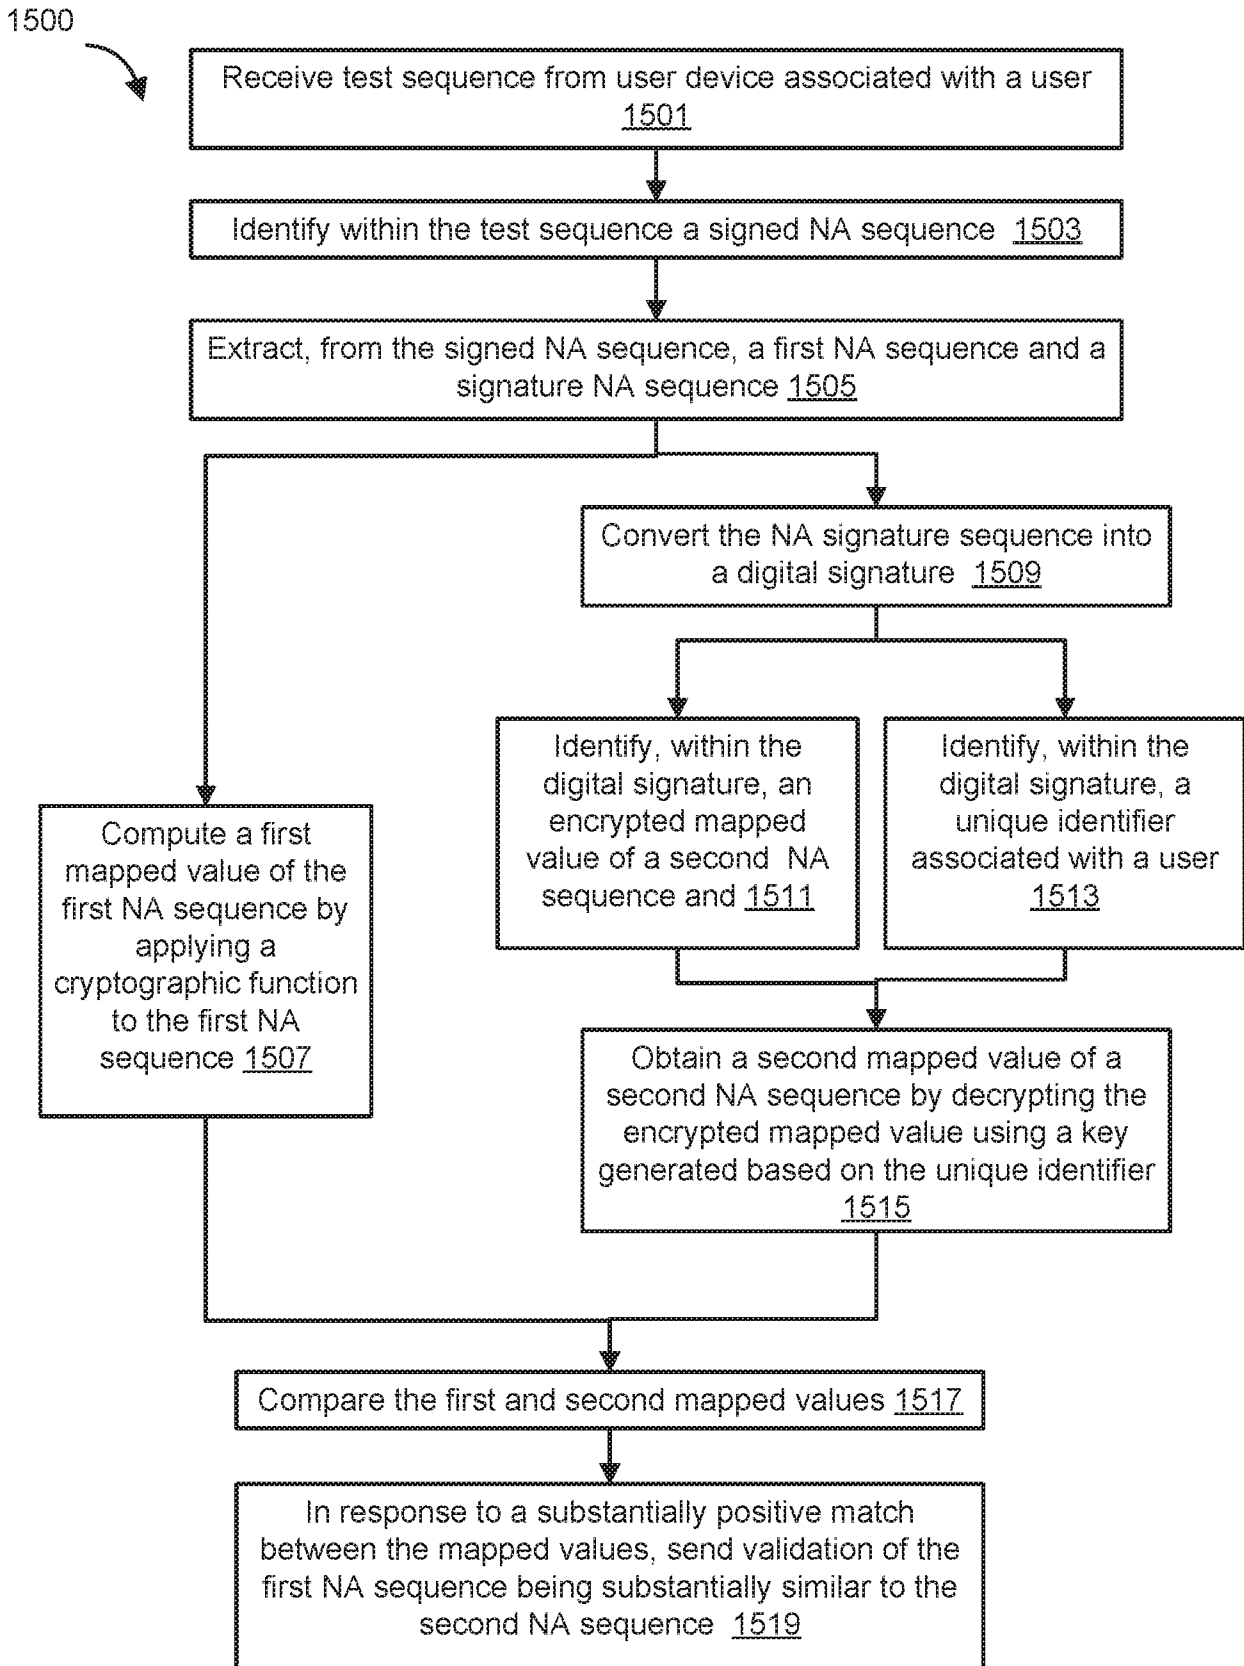 1500
Receive test sequence from user device associated with a user
1501
Identify within the test sequence a signed NA sequence 1503
Extract, from the signed NA sequence, a first NA sequence and a
signature NA sequence 1505
Convert the NA signature sequence into
a digital signature 1509
Identify, within the
digital signature, an
encrypted mapped
value of a second NA
sequence and 1511
Identify, within the
digital signature, a
unique identifier
associated with a user
1513
Compute a first
mapped value of the
first NA sequence by
applying a
cryptographic function
to the first NA
sequence 1507
Obtain a second mapped value of a
second NA sequence by decrypting the
encrypted mapped value using a key
generated based on the unique identifier
1515
Compare the first and second mapped values 1517
In response to a substantially positive match
between the mapped values, send validation of the
first NA sequence being substantially similar to the
second NA sequence 1519